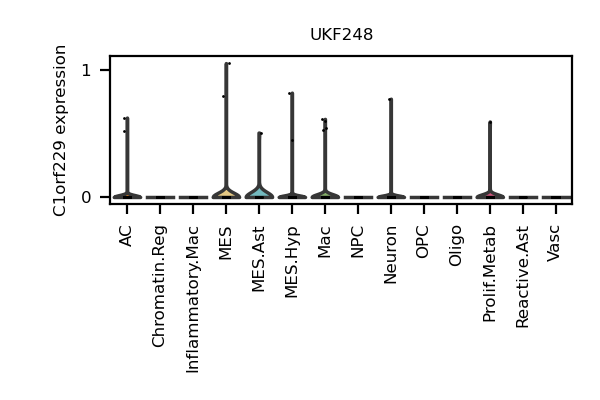 UKF248
C1orf229 expression
1
0
AC
Chromatin.Reg
Inflammatory.Mac
MES
MES.Ast
MES.Hyp
Mac
NPC
Neuron
OPC
Oligo
Prolif.Metab
Reactive.Ast
Vasc